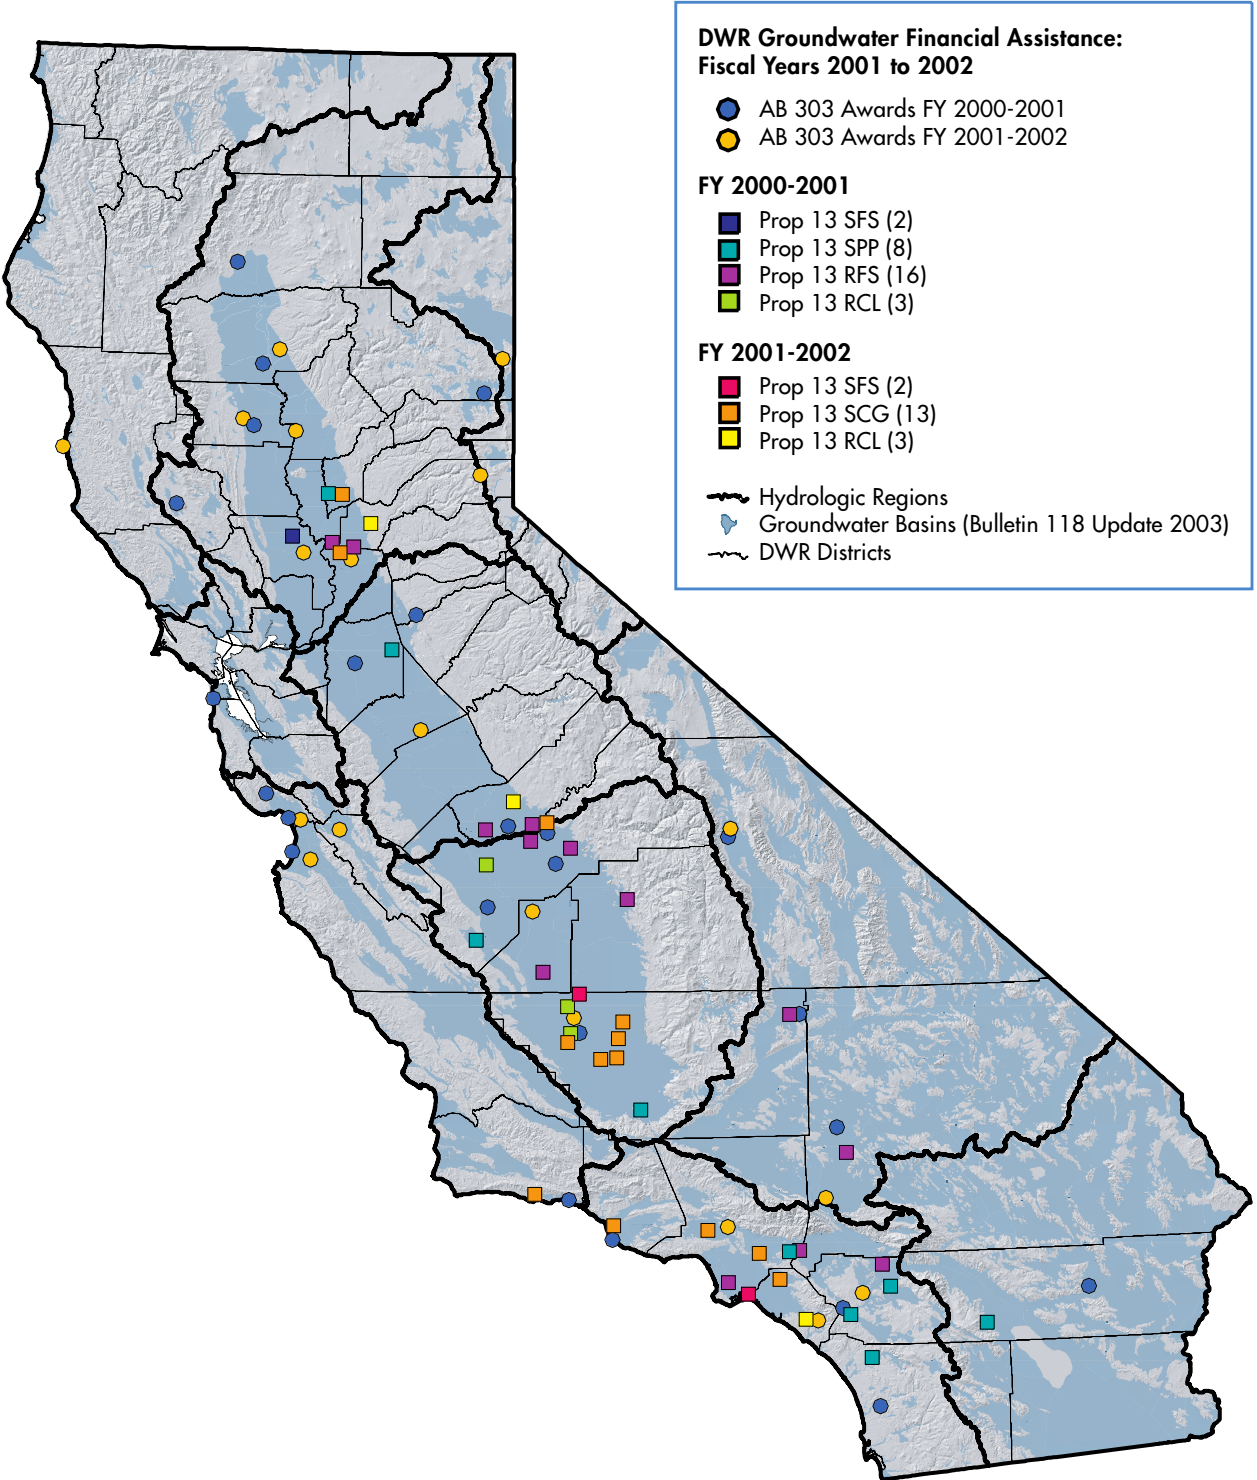 DWR Groundwater Financial Assistance:
Fiscal Years 2001 to 2002
AB 303 Awards FY 2000-2001
AB 303 Awards FY 2001-2002
FY 2000-2001
Prop 13 SFS (2)
Prop 13 SPP (8)
Prop 13 RFS (16)
Prop 13 RCL (3)
FY 2001-2002
Prop 13 SFS (2)
Prop 13 SCG (13)
Prop 13 RCL (3)
Hydrologic Regions
Groundwater Basins (Bulletin 118 Update 2003)
DWR Districts